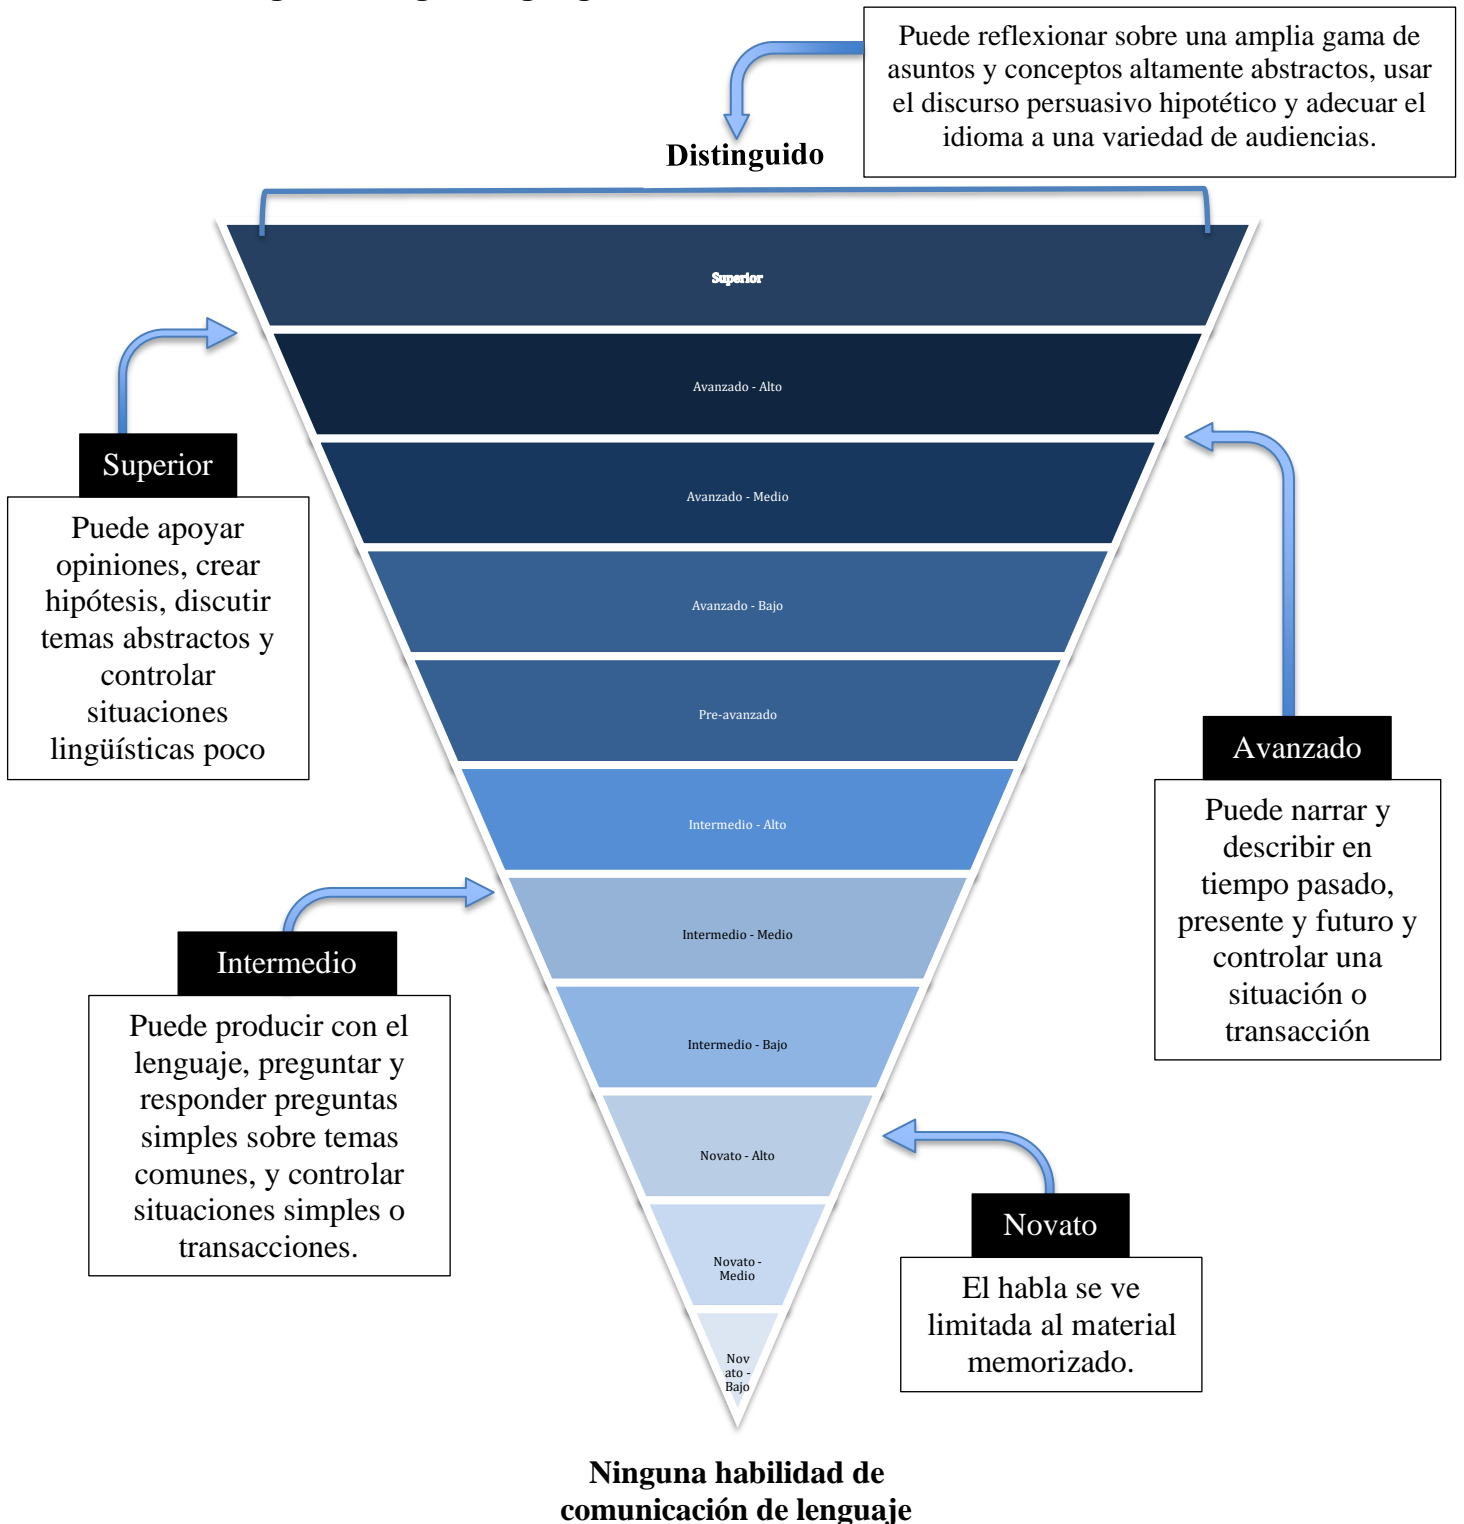 Puede reflexionar sobre una amplia gama de
asuntos y conceptos altamente abstractos, usar
el discurso persuasivo hipotético y adecuar el
idioma a una variedad de audiencias.
Distinguido
Superior
Avanzado - Alto
Avanzado - Medio
Avanzado - Bajo
Pre-avanzado
Intermedio - Alto
Intermedio - Medio
Intermedio - Bajo
Novato - Alto
Novato -
Medio
Nov
ato -
Bajo
Superior
Puede apoyar
opiniones, crear
hipótesis, discutir
temas abstractos y
controlar
situaciones
lingüísticas poco
Avanzado
Puede narrar y
describir en
tiempo pasado,
presente y futuro y
controlar una
situación o
transacción
Intermedio
Puede producir con el
lenguaje, preguntar y
responder preguntas
simples sobre temas
comunes, y controlar
situaciones simples o
transacciones.
Novato
El habla se ve
limitada al material
memorizado.
Ninguna habilidad de
comunicación de lenguaje